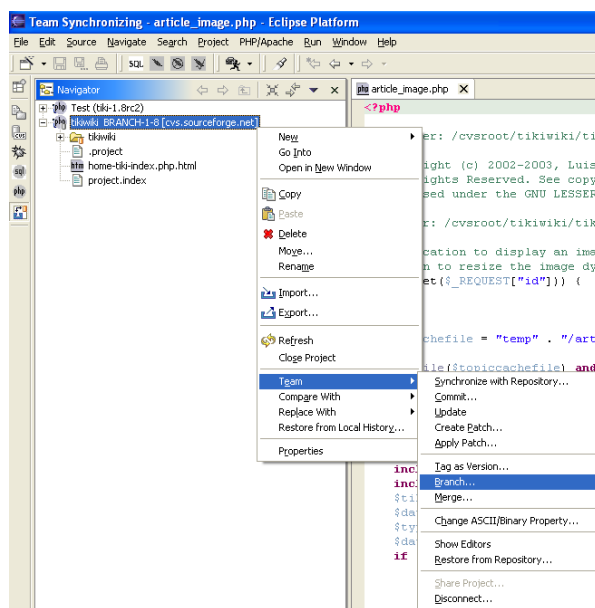 Team Synchronizing - article_image.php - Eclipse Platform
File Edit Source Navigate Search Project PHP/Apache Run Window Help
SQL
Navigator
article_image.php
Test (tiki-1.8rc2)
tikiwiki BRANCH-1-8 [cvs.sourceforge.net]
tikiwiki
.project
home-tiki-index.php.html
project.index
New
Go Into
Open in New Window
Copy
Paste
Delete
Move...
Rename
Import...
Export...
Refresh
Close Project
Team
Compare With
Replace With
Restore from Local History...
Properties
Synchronize with Repository...
Commit...
Update
Create Patch...
Apply Patch...
Tag as Version...
Branch...
Merge...
Change ASCII/Binary Property...
Show Editors
Restore from Repository...
Share Project...
Disconnect...
<?php
er: /cvsroot/tikiwiki/ti
ight (c) 2002-2003, Luis
ights Reserved. See copy
sed under the GNU LESSER
r: /cvsroot/tikiwiki/tik
cation to display an ima
n to resize the image dy
et($_REQUEST["id"])) {
chefile = "temp" . "/art
ile($topiccachefile) and
incl
incl
$til
$dat
$typ
$dat
if